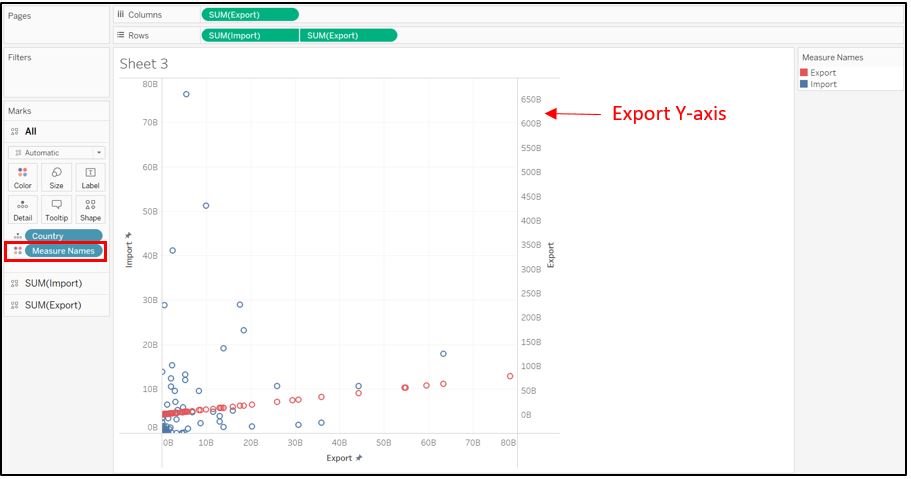 Pages
Columns
SUM(Export)
Rows
SUM(Import)
SUM(Export)
Filters
Marks
All
Automatic
Color
Size
Label
Detail
Tooltip
Shape
Country
Measure Names
SUM(Import)
SUM(Export)
Sheet 3
Import
80B
70B
60B
50B
40B
30B
20B
10B
0B
0B
10B
20B
30B
40B
50B
60B
70B
80B
Export
650B
600B
550B
500B
450B
400B
350B
300B
250B
200B
150B
100B
50B
0B
Export
Export Y-axis
Measure Names
Export
Import